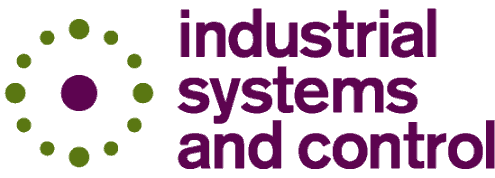 industrial
systems
and control